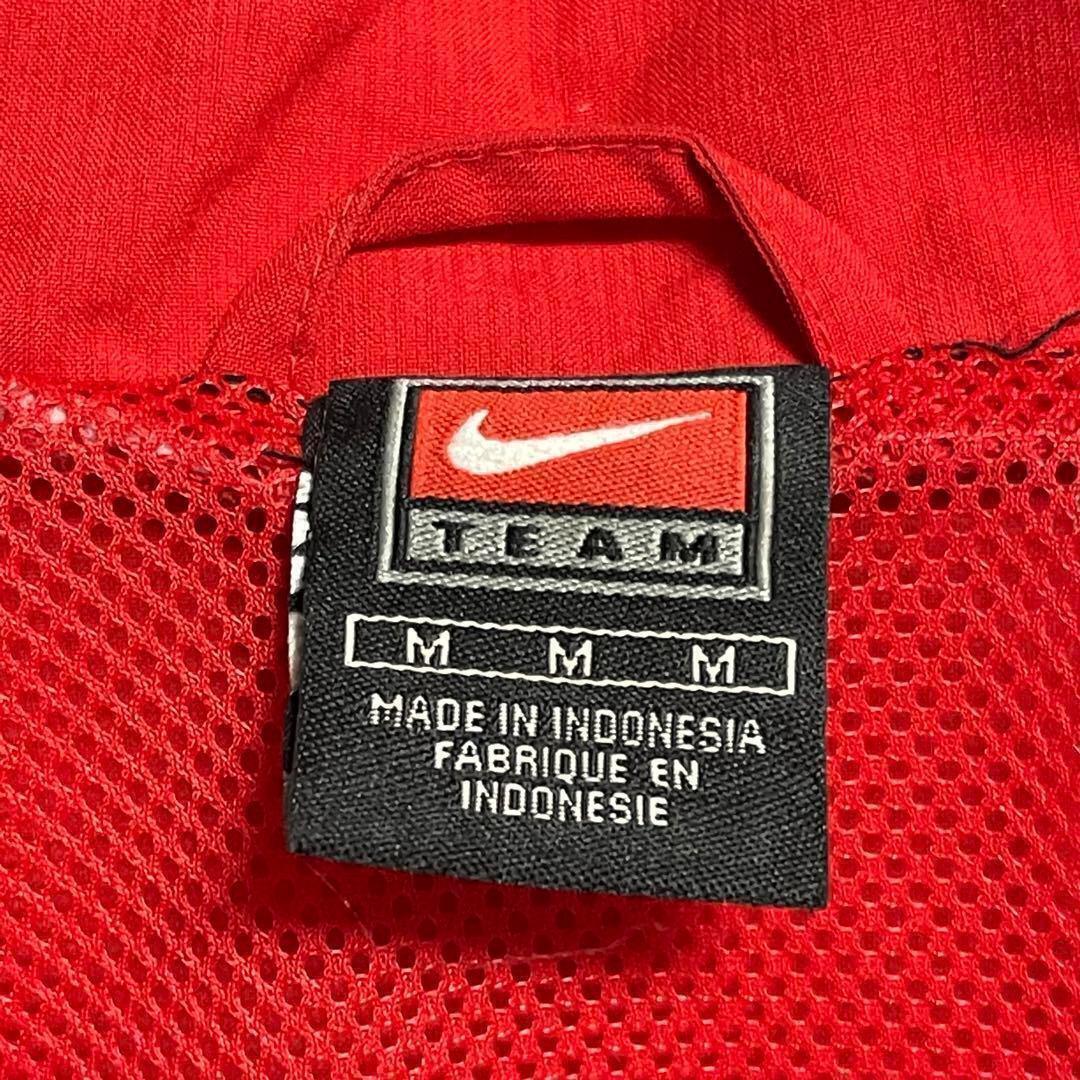 TEAM
M M M
MADE IN INDONESIA
FABRIQUE EN
INDONESIE